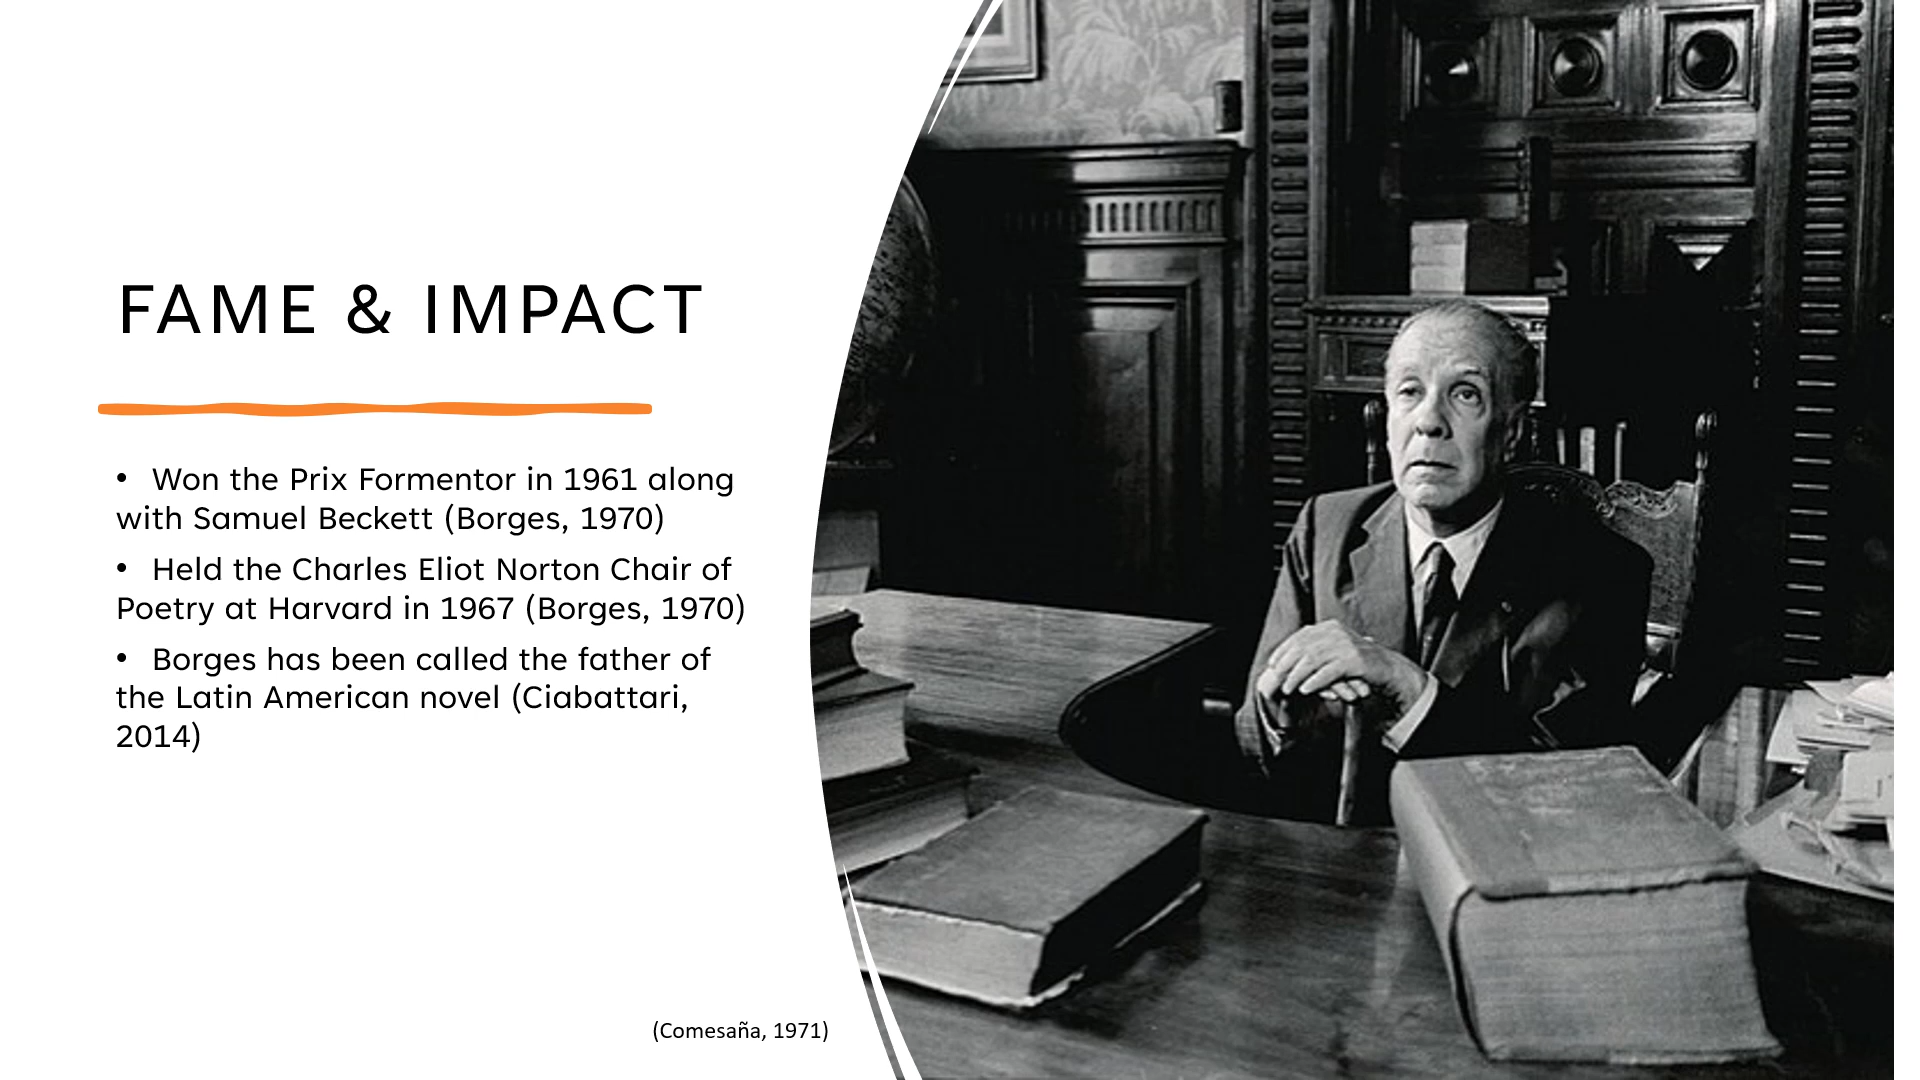 FAME & IMPACT
• Won the Prix Formentor in 1961 along
with Samuel Beckett (Borges, 1970)
• Held the Charles Eliot Norton Chair of
Poetry at Harvard in 1967 (Borges, 1970)
• Borges has been called the father of
the Latin American novel (Ciabattari,
2014)
(Comesaña, 1971)